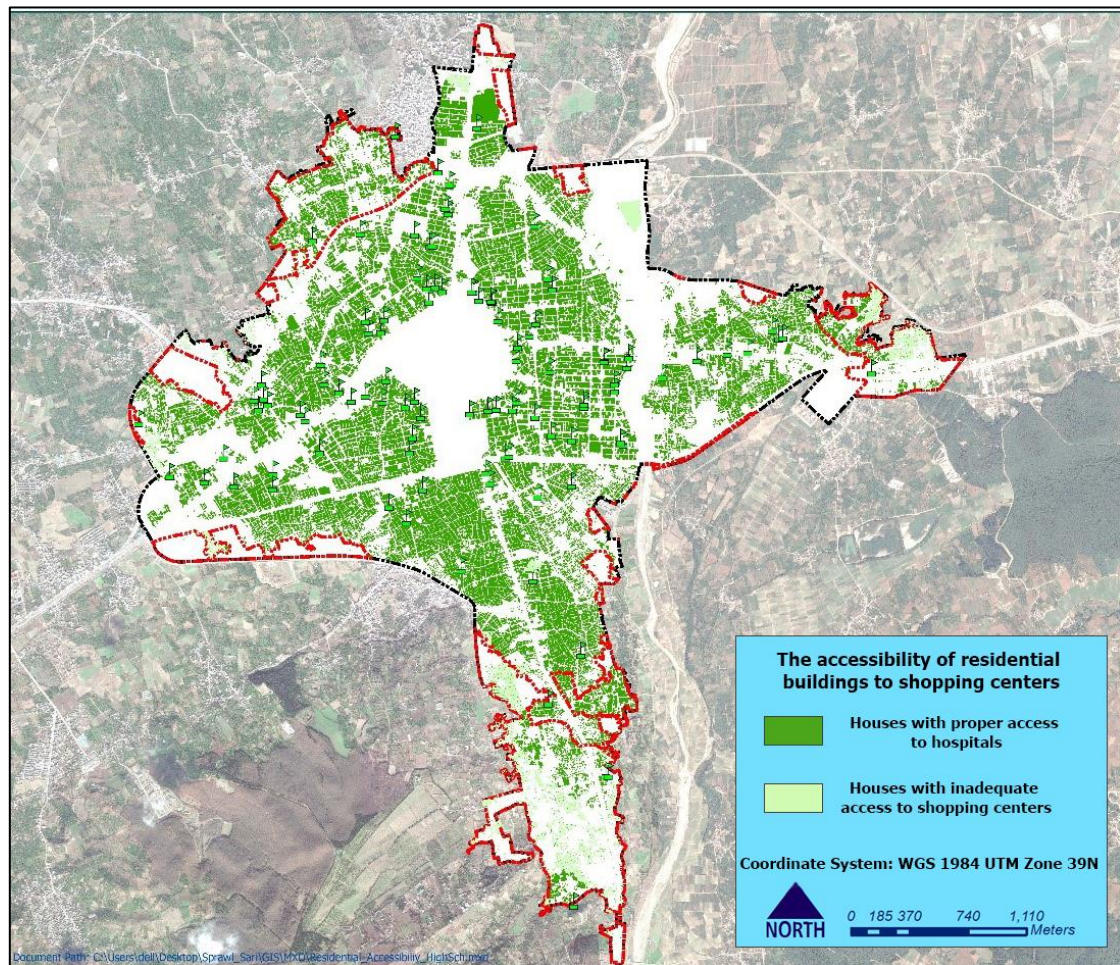 The accessibility of residential
buildings to shopping centers
Houses with proper access
to hospitals
Houses with inadequate
access to shopping centers
Coordinate System: WGS 1984 UTM Zone 39N
NORTH
0 185 370 740 1,110
Meters
Document Path: C:\Users\dell\Desktop\Sprawl_Sari\GIS\MXD\Residential_Accessibiliy_HighSch.mxd